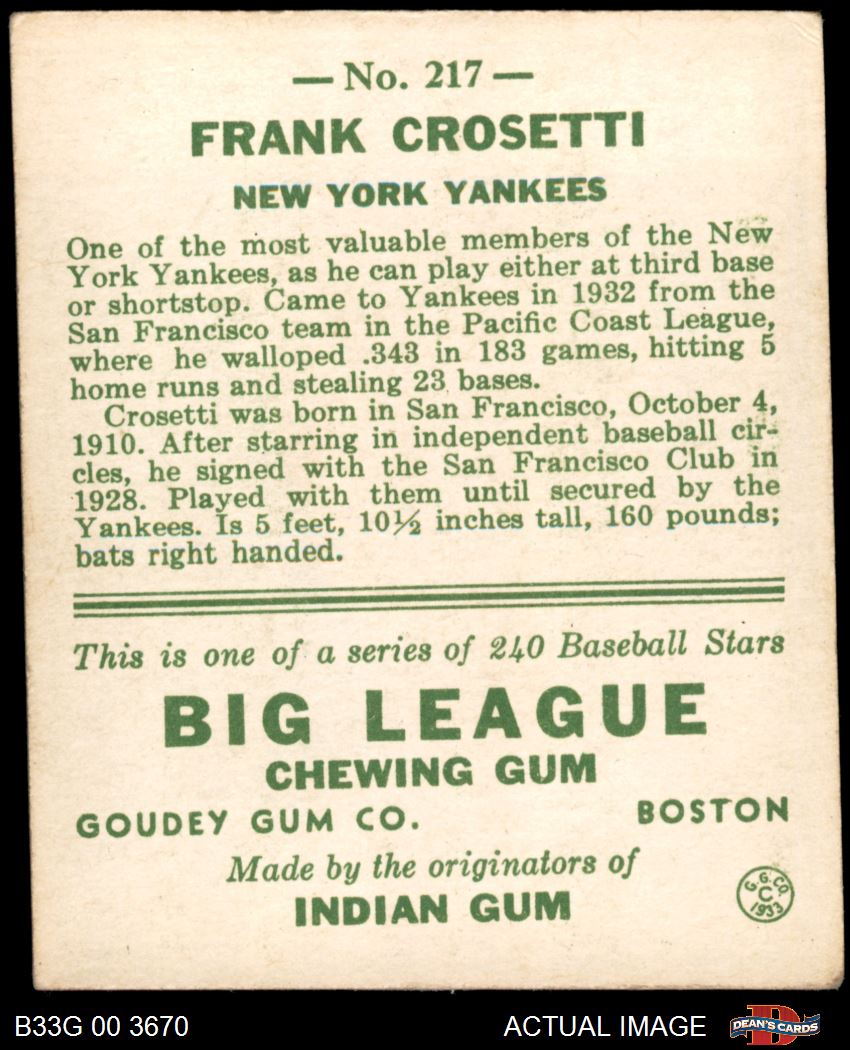 — No. 217 —
FRANK CROSETTI
NEW YORK YANKEES
One of the most valuable members of the New
York Yankees, as he can play either at third base
or shortstop. Came to Yankees in 1932 from the
San Francisco team in the Pacific Coast League,
where he walloped .343 in 183 games, hitting 5
home runs and stealing 23 bases.
Crosetti was born in San Francisco, October 4,
1910. After starring in independent baseball cir-
cles, he signed with the San Francisco Club in
1928. Played with them until secured by the
Yankees. Is 5 feet, 10½ inches tall, 160 pounds;
bats right handed.
This is one of a series of 240 Baseball Stars
BIG LEAGUE
CHEWING GUM
GOUDEY GUM CO. BOSTON
Made by the originators of
INDIAN GUM
G.G.CO.
C
1933
B33G 00 3670 ACTUAL IMAGE
D
DEAN'S CARDS